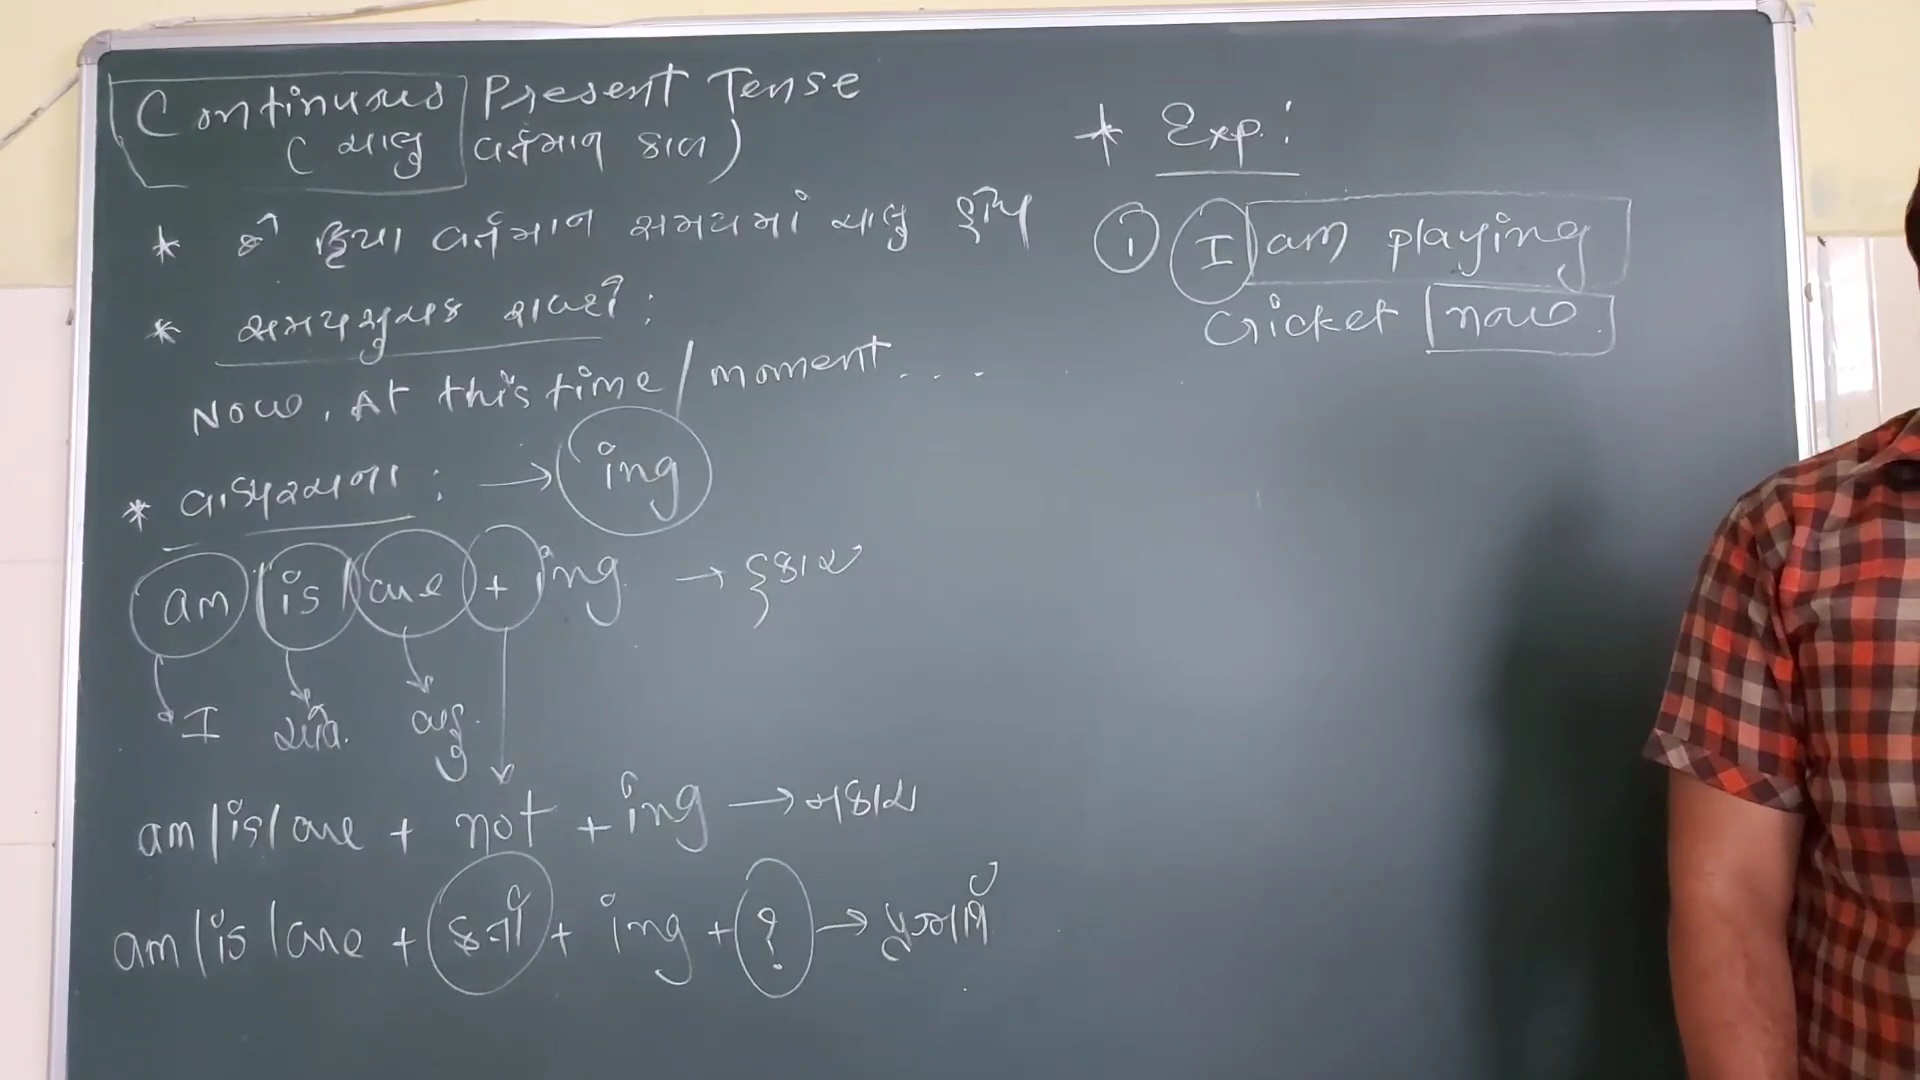 Continuous Present Tense
(ચાલુ વર્તમાન કાળ)
* જે ક્રિયા વર્તમાન સમયમાં ચાલુ હોય
* સમયસુચક શબ્દો :
Now, At this time / moment . . .
* વાક્યરચના : → ing
am / is / are + ing → હકાર
I એવ. બહુ.
am / is / are + not + ing → નકાર
am / is / are + કર્તા + ing + ? → પ્રશ્નાર્થ
* Exp :
① I am playing
Cricket now.